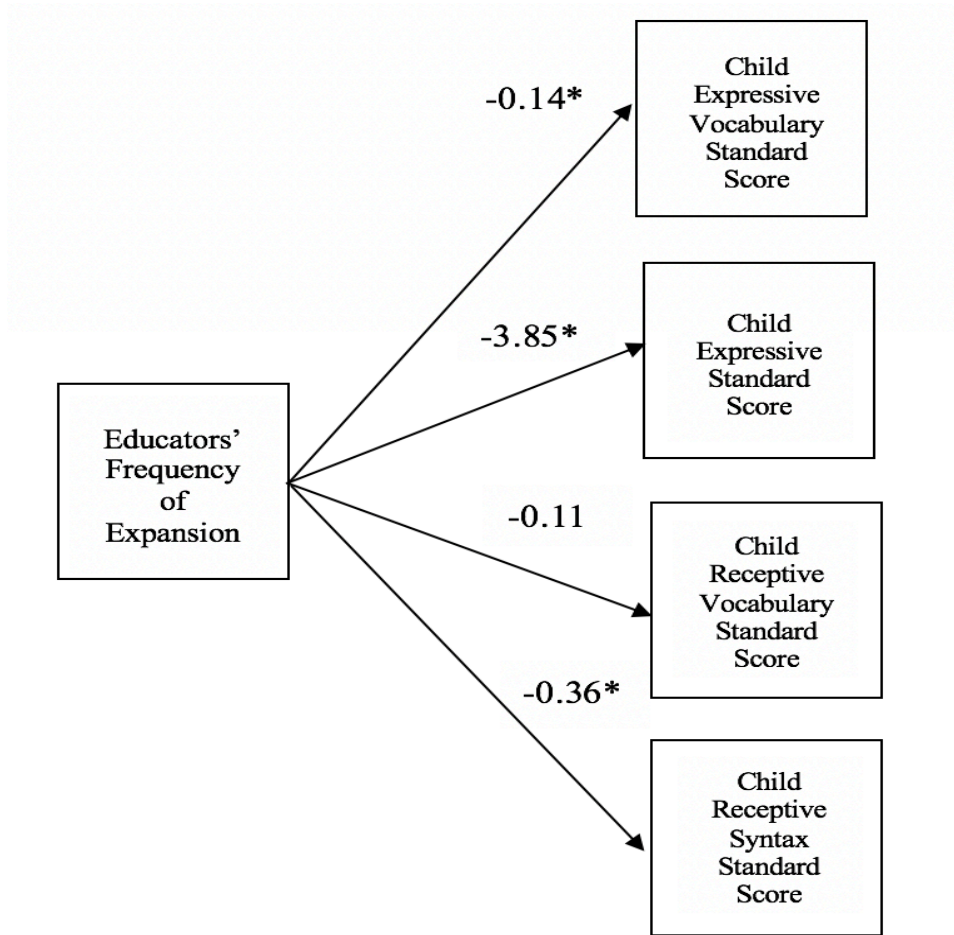 Child
Expressive
Vocabulary
Standard
Score
-0.14*
Child
Expressive
Standard
Score
-3.85*
Educators’
Frequency
of
Expansion
-0.11
Child
Receptive
Vocabulary
Standard
Score
-0.36*
Child
Receptive
Syntax
Standard
Score